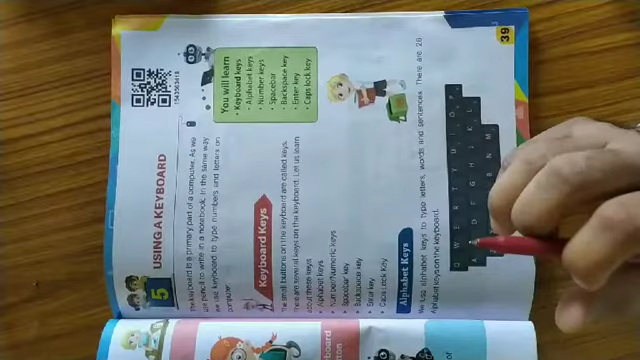 5
USING A KEYBOARD
The keyboard is a primary part of a computer. As we
use pencil to write in a notebook. In the same way
we use keyboard to type numbers and letters on
computer.
1543563418
You will learn
• Keyboard keys
• Alphabet keys
• Number keys
• Spacebar
• Backspace key
• Enter key
• Caps lock key
Keyboard Keys
The small buttons on the keyboard are called keys.
There are several keys on the keyboard. Let us learn
about these keys
• Alphabet Keys
• Number/Numeric keys
• Spacebar key
• Backspace key
• Enter key
• Caps Lock Key
Alphabet Keys
We use alphabet keys to type letters, words and sentences. There are 26
Alphabet keys on the keyboard.
Q W E R T Y U I O P
A D F G H J K L
B N M
39